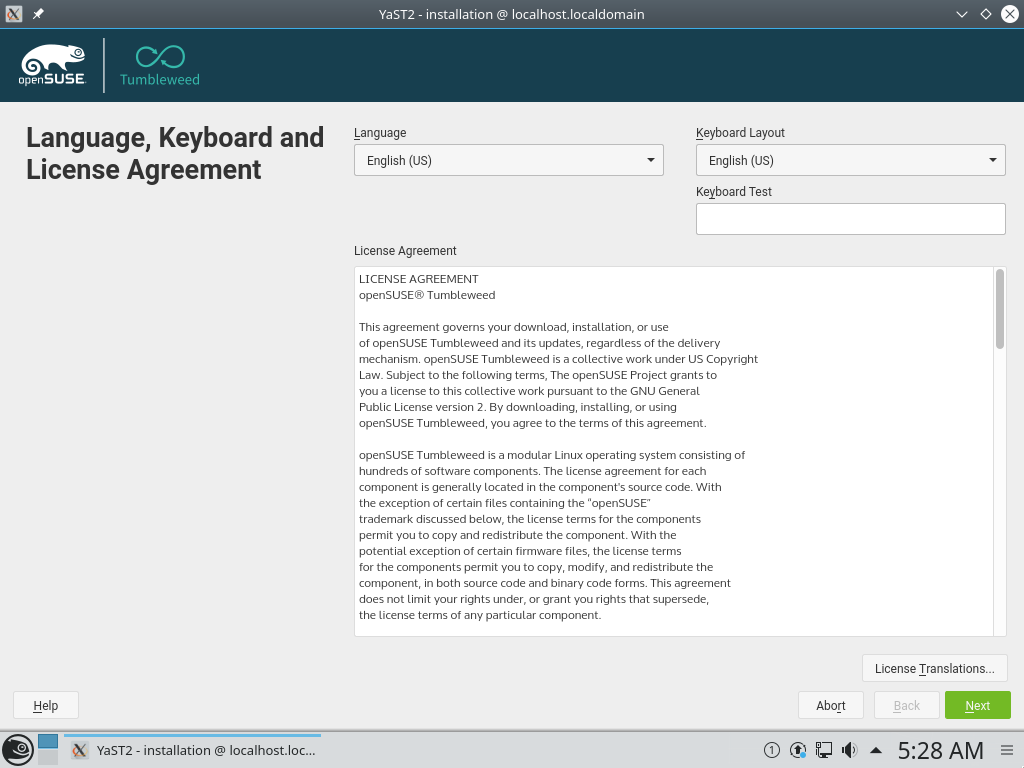 YaST2 - installation @ localhost.localdomain
openSUSE
Tumbleweed
Language, Keyboard and
License Agreement
Language
English (US)
Keyboard Layout
English (US)
Keyboard Test
License Agreement
LICENSE AGREEMENT
openSUSE® Tumbleweed
This agreement governs your download, installation, or use
of openSUSE Tumbleweed and its updates, regardless of the delivery
mechanism. openSUSE Tumbleweed is a collective work under US Copyright
Law. Subject to the following terms, The openSUSE Project grants to
you a license to this collective work pursuant to the GNU General
Public License version 2. By downloading, installing, or using
openSUSE Tumbleweed, you agree to the terms of this agreement.
openSUSE Tumbleweed is a modular Linux operating system consisting of
hundreds of software components. The license agreement for each
component is generally located in the component's source code. With
the exception of certain files containing the "openSUSE"
trademark discussed below, the license terms for the components
permit you to copy and redistribute the component. With the
potential exception of certain firmware files, the license terms
for the components permit you to copy, modify, and redistribute the
component, in both source code and binary code forms. This agreement
does not limit your rights under, or grant you rights that supersede,
the license terms of any particular component.
License Translations...
Help
Abort
Back
Next
YaST2 - installation @ localhost.loc...
1
5:28 AM